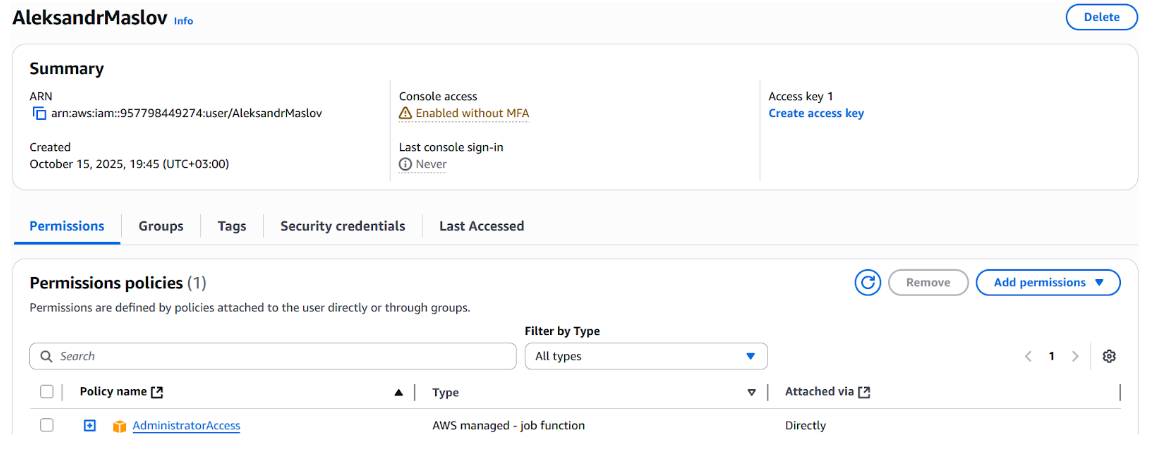 AleksandrMaslov Info
Delete
Summary
ARN
arn:aws:iam::957798449274:user/AleksandrMaslov
Created
October 15, 2025, 19:45 (UTC+03:00)
Console access
Enabled without MFA
Last console sign-in
Never
Access key 1
Create access key
Permissions
Groups
Tags
Security credentials
Last Accessed
Permissions policies (1)
Remove
Add permissions
Permissions are defined by policies attached to the user directly or through groups.
Filter by Type
Search
All types
1
Policy name
Type
Attached via
AdministratorAccess
AWS managed - job function
Directly